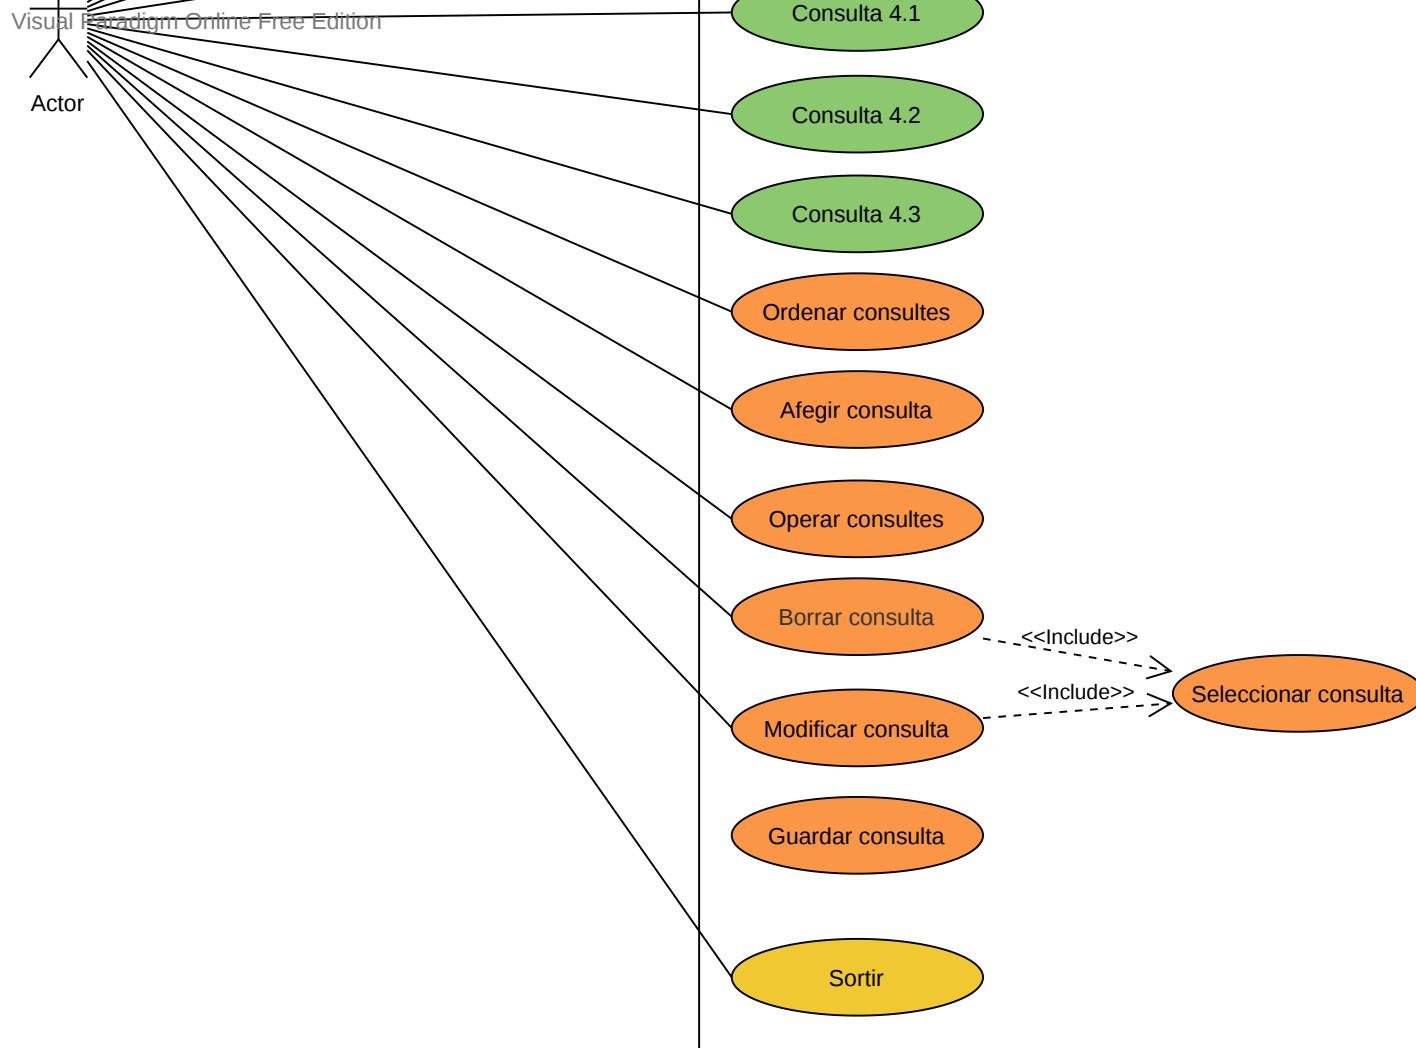 Consulta 4.1
Visual Paradigm Online Free Edition
Actor
Consulta 4.2
Consulta 4.3
Ordenar consultes
Afegir consulta
Operar consultes
Borrar consulta
<<Include>>
<<Include>>
Seleccionar consulta
Modificar consulta
Guardar consulta
Sortir